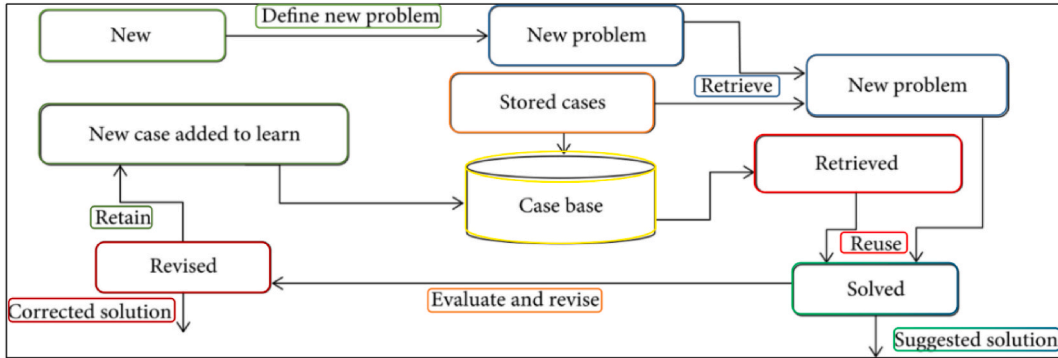 New
Define new problem
New problem
Retrieve
New problem
Stored cases
New case added to learn
Case base
Retrieved
Retain
Reuse
Revised
Evaluate and revise
Solved
Corrected solution
Suggested solution